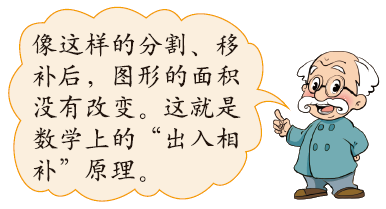 像这样的分割、移
补后，图形的面积
没有改变。这就是
数学上的“出入相
补”原理。